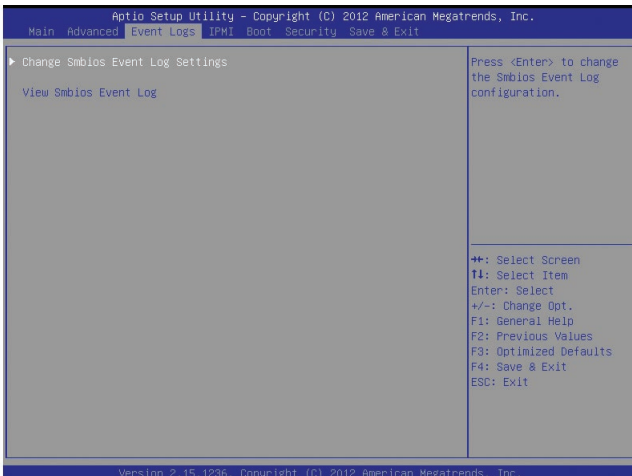 Aptio Setup Utility – Copyright (C) 2012 American Megatrends, Inc.
Main Advanced Event Logs IPMI Boot Security Save & Exit
▶ Change Smbios Event Log Settings
View Smbios Event Log
Press <Enter> to change
the Smbios Event Log
configuration.
→←: Select Screen
↑↓: Select Item
Enter: Select
+/-: Change Opt.
F1: General Help
F2: Previous Values
F3: Optimized Defaults
F4: Save & Exit
ESC: Exit
Version 2.15.1236. Copyright (C) 2012 American Megatrends, Inc.